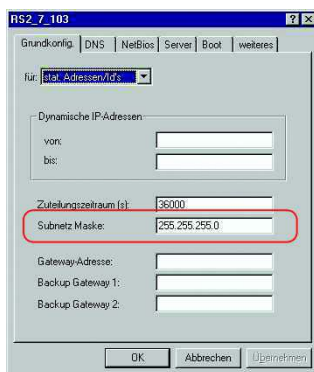 RS2_7_103
Grundkonfig. DNS NetBios Server Boot weiteres
für: stat. Adressen/Id's
Dynamische IP-Adressen
von:
bis:
Zuteilungszeitraum (s): 36000
Subnetz Maske: 255.255.255.0
Gateway-Adresse:
Backup Gateway 1:
Backup Gateway 2:
OK Abbrechen Übernehmen